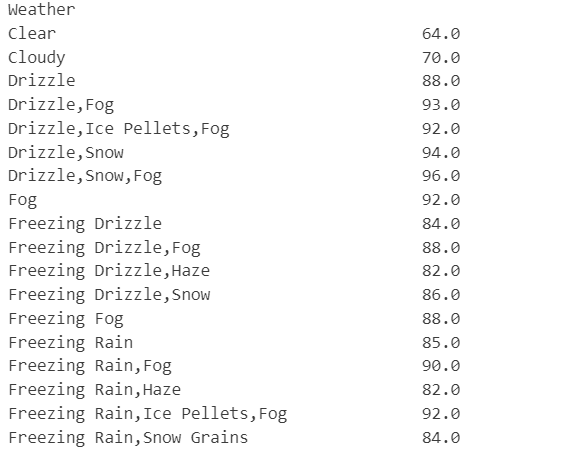 Weather
Clear 64.0
Cloudy 70.0
Drizzle 88.0
Drizzle,Fog 93.0
Drizzle,Ice Pellets,Fog 92.0
Drizzle,Snow 94.0
Drizzle,Snow,Fog 96.0
Fog 92.0
Freezing Drizzle 84.0
Freezing Drizzle,Fog 88.0
Freezing Drizzle,Haze 82.0
Freezing Drizzle,Snow 86.0
Freezing Fog 88.0
Freezing Rain 85.0
Freezing Rain,Fog 90.0
Freezing Rain,Haze 82.0
Freezing Rain,Ice Pellets,Fog 92.0
Freezing Rain,Snow Grains 84.0